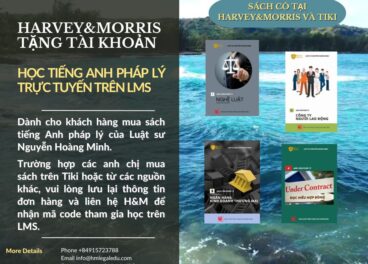 HARVEY&MORRIS
TẶNG TÀI KHOẢN
HỌC TIẾNG ANH PHÁP LÝ
TRỰC TUYẾN TRÊN LMS
Dành cho khách hàng mua sách
tiếng Anh pháp lý của Luật sư
Nguyễn Hoàng Minh.
Trường hợp các anh chị mua
sách trên Tiki hoặc từ các nguồn
khác, vui lòng lưu lại thông tin
đơn hàng và liên hệ H&M để
nhận mã code tham gia học trên
LMS.
More Details
Phone +84915723788
Email info@hmlegaledu.com
SÁCH CÓ TẠI
HARVEY&MORRIS VÀ TIKI
NGHỀ LUẬT
CÔNG TY
NGƯỜI LAO ĐỘNG
NGÂN HÀNG
KINH DOANH THƯƠNG MẠI
Under Contract
ĐỌC HIỂU HỢP ĐỒNG